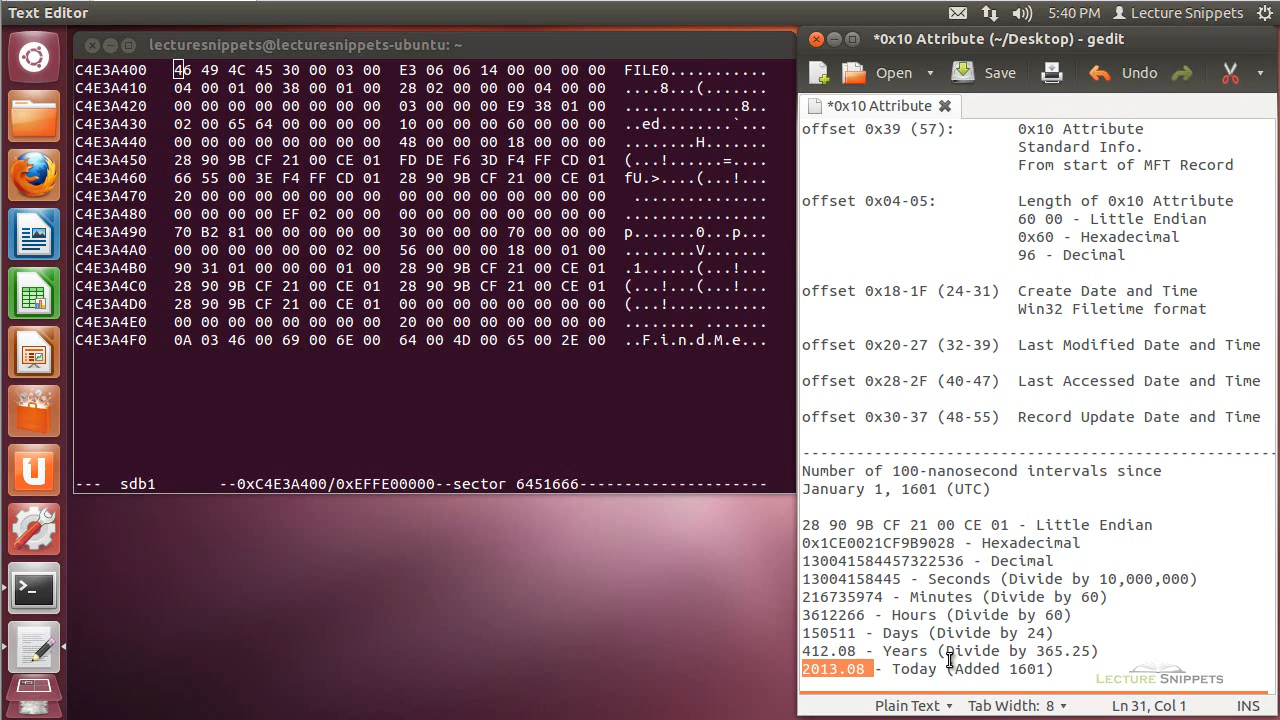 Text Editor
5:40 PM Lecture Snippets
lecturesnippets@lecturesnippets-ubuntu: ~
C4E3A400 46 49 4C 45 30 00 03 00 E3 06 06 14 00 00 00 00 FILE0...........
C4E3A410 04 00 01 00 38 00 01 00 28 02 00 00 00 04 00 00 ....8...(.......
C4E3A420 00 00 00 00 00 00 00 00 03 00 00 00 E9 38 01 00 .............8..
C4E3A430 02 00 65 64 00 00 00 00 10 00 00 00 60 00 00 00 ..ed........`...
C4E3A440 00 00 00 00 00 00 00 00 48 00 00 00 18 00 00 00 ........H.......
C4E3A450 28 90 9B CF 21 00 CE 01 FD DE F6 3D F4 FF CD 01 (...!......=....
C4E3A460 66 55 00 3E F4 FF CD 01 28 90 9B CF 21 00 CE 01 fU.>....(...!...
C4E3A470 20 00 00 00 00 00 00 00 00 00 00 00 00 00 00 00 ...............
C4E3A480 00 00 00 00 EF 02 00 00 00 00 00 00 00 00 00 00 ................
C4E3A490 70 B2 81 00 00 00 00 00 30 00 00 00 70 00 00 00 p.......0...p...
C4E3A4A0 00 00 00 00 00 00 02 00 56 00 00 00 18 00 01 00 ........V.......
C4E3A4B0 90 31 01 00 00 00 01 00 28 90 9B CF 21 00 CE 01 .1......(...!...
C4E3A4C0 28 90 9B CF 21 00 CE 01 28 90 9B CF 21 00 CE 01 (...!...(...!...
C4E3A4D0 28 90 9B CF 21 00 CE 01 00 00 00 00 00 00 00 00 (...!...........
C4E3A4E0 00 00 00 00 00 00 00 00 20 00 00 00 00 00 00 00 ........ .......
C4E3A4F0 0A 03 46 00 69 00 6E 00 64 00 4D 00 65 00 2E 00 ..F.i.n.d.M.e...
--- sdb1 --0xC4E3A400/0xEFFE00000--sector 6451666-------------------
*0x10 Attribute (~/Desktop) - gedit
Open Save Undo
*0x10 Attribute
offset 0x39 (57): 0x10 Attribute
Standard Info.
From start of MFT Record
offset 0x04-05: Length of 0x10 Attribute
60 00 - Little Endian
0x60 - Hexadecimal
96 - Decimal
offset 0x18-1F (24-31) Create Date and Time
Win32 Filetime format
offset 0x20-27 (32-39) Last Modified Date and Time
offset 0x28-2F (40-47) Last Accessed Date and Time
offset 0x30-37 (48-55) Record Update Date and Time
-----------------------------------------------------
Number of 100-nanosecond intervals since
January 1, 1601 (UTC)
28 90 9B CF 21 00 CE 01 - Little Endian
0x1CE0021CF9B9028 - Hexadecimal
130041584457322536 - Decimal
13004158445 - Seconds (Divide by 10,000,000)
216735974 - Minutes (Divide by 60)
3612266 - Hours (Divide by 60)
150511 - Days (Divide by 24)
412.08 - Years (Divide by 365.25)
2013.08 - Today (Added 1601)
LECTURE SNIPPETS
Plain Text Tab Width: 8 Ln 31, Col 1 INS